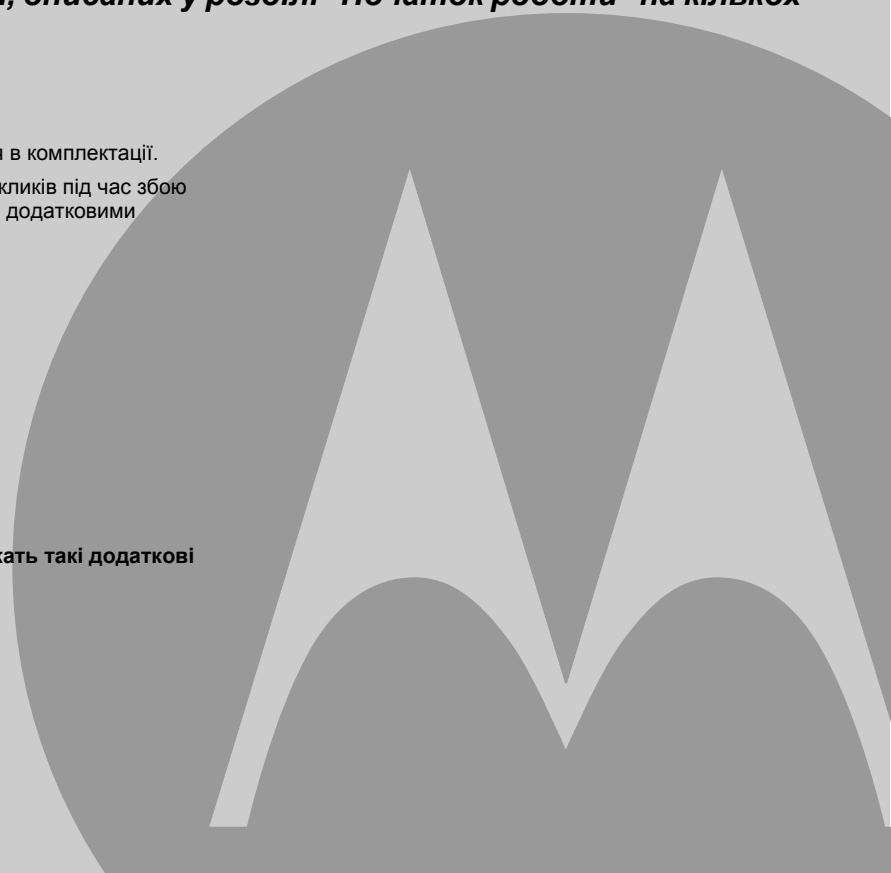 описаних у розділі "Початок роботи" на кількох
в комплектації.
кликів під час збою
додатковими
жать такі додаткові